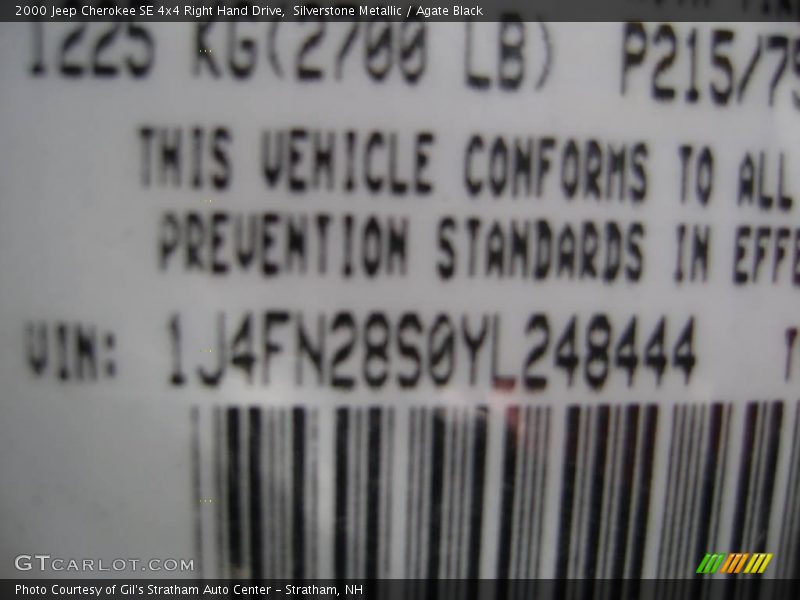 2000 Jeep Cherokee SE 4x4 Right Hand Drive, Silverstone Metallic / Agate Black
1225 KG(2700 LB) P215/75
THIS VEHICLE CONFORMS TO ALL
PREVENTION STANDARDS IN EFFE
VIN: 1J4FN28S0YL248444 T
GTCARLOT.COM
Photo Courtesy of Gil's Stratham Auto Center - Stratham, NH